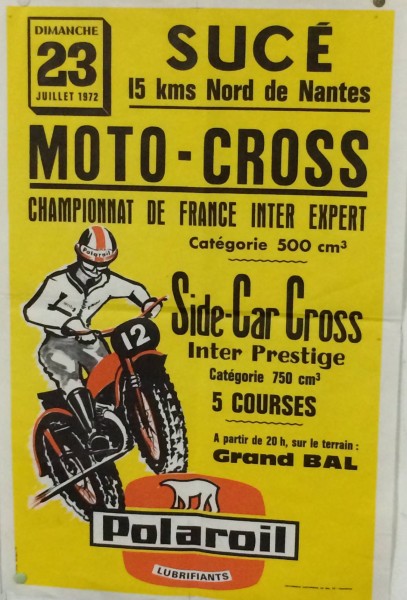 DIMANCHE
23
JUILLET 1972
SUCÉ
15 kms Nord de Nantes
MOTO-CROSS
CHAMPIONNAT DE FRANCE INTER EXPERT
Catégorie 500 cm³
Polaroil
12
Side-Car Cross
Inter Prestige
Catégorie 750 cm³
5 COURSES
A partir de 20 h, sur le terrain :
Grand BAL
Polaroil
LUBRIFIANTS